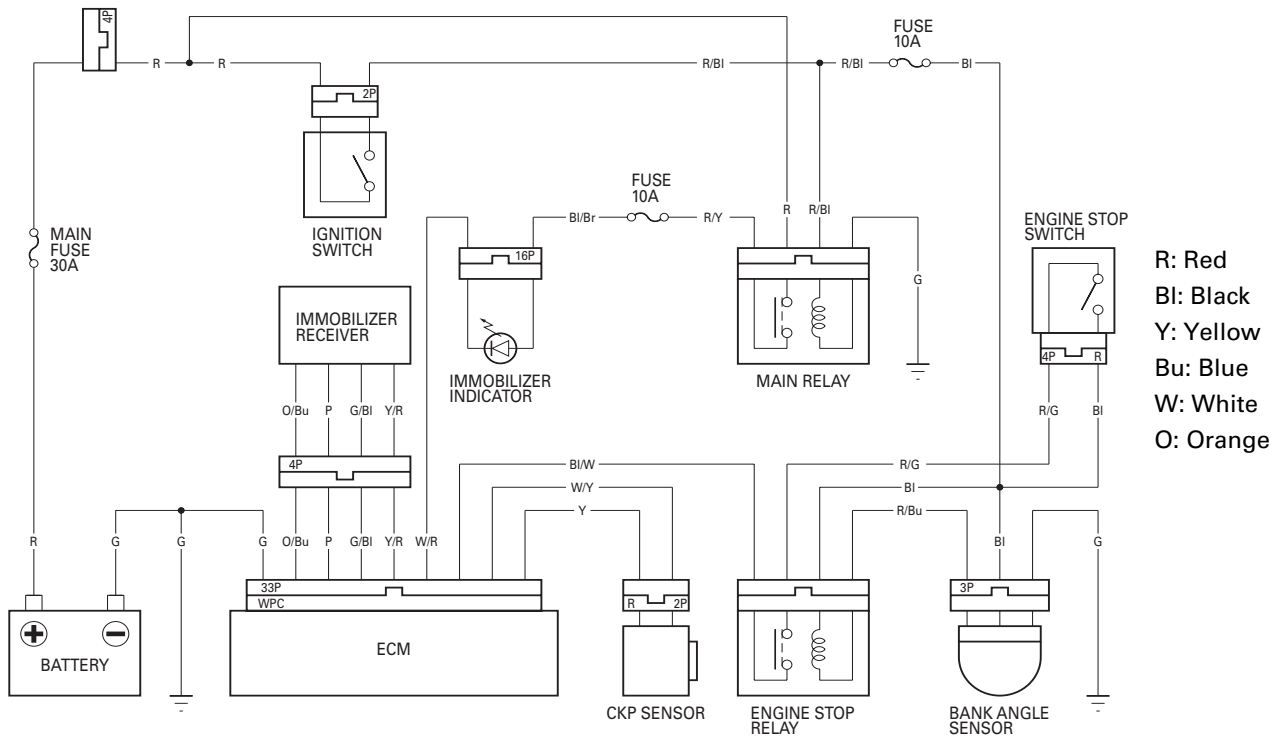 4P
FUSE
10A
R
R
R/Bl
R/Bl
Bl
2P
IGNITION
SWITCH
MAIN
FUSE
30A
FUSE
10A
Bl/Br
R/Y
R
R/Bl
ENGINE STOP
SWITCH
16P
G
IMMOBILIZER
RECEIVER
IMMOBILIZER
INDICATOR
MAIN RELAY
4P
R
R: Red
Bl: Black
Y: Yellow
Bu: Blue
W: White
O: Orange
O/Bu
P
G/Bl
Y/R
R/G
Bl
4P
Bl/W
R/G
W/Y
Bl
Y
R/Bu
R
G
G
G
O/Bu
P
G/Bl
Y/R
W/R
Bl
G
33P
WPC
R
2P
3P
BATTERY
ECM
CKP SENSOR
ENGINE STOP
RELAY
BANK ANGLE
SENSOR